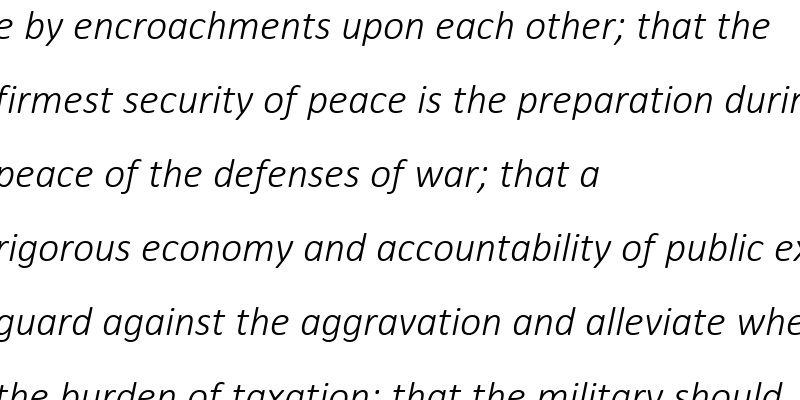 e by encroachments upon each other; that the
firmest security of peace is the preparation durin
peace of the defenses of war; that a
rigorous economy and accountability of public ex
guard against the aggravation and alleviate whe
the burden of taxation; that the military should